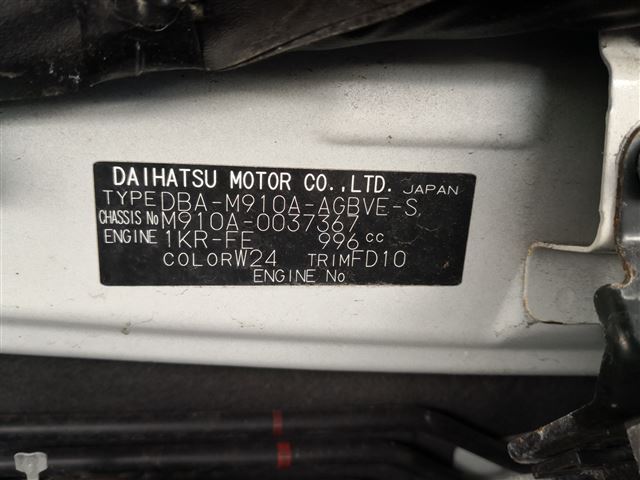 DAIHATSU MOTOR CO.,LTD. JAPAN
TYPE DBA-M910A-AGBVE-S
CHASSIS No M910A-0037367
ENGINE 1KR-FE 996 cc
COLOR W24 TRIM FD10
ENGINE No